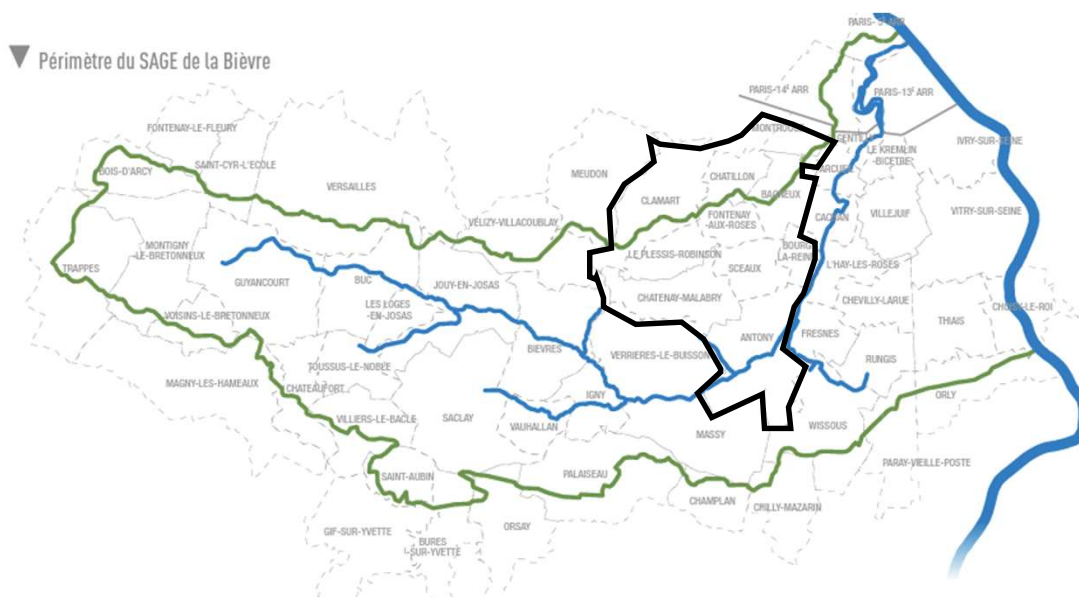 PARIS-5E ARR
Périmètre du SAGE de la Bièvre
PARIS-14E ARR
PARIS-13E ARR
FONTENAY-LE-FLEURY
MONTROUGE
GENTILLY
IVRY-SUR-SEINE
SAINT-CYR-L'ECOLE
LE KREMLIN
-BICETRE
BOIS-D'ARCY
MEUDON
CHATILLON
ARCUEIL
VERSAILLES
BAGNEUX
CLAMART
VITRY-SUR-SEINE
VELIZY-VILLACOUBLAY
FONTENAY
-AUX-ROSES
CACHAN
VILLEJUIF
MONTIGNY
-LE-BRETONNEUX
BOURG
LA-REINE
LE PLESSIS-ROBINSON
TRAPPES
SCEAUX
L'HAY-LES-ROSES
GUYANCOURT
BUC
JOUY-EN-JOSAS
CHATENAY-MALABRY
CHEVILLY-LARUE
LES LOGES
-EN-JOSAS
CHOISY-LE-ROI
VOISINS-LE-BRETONNEUX
THIAIS
ANTONY
FRESNES
BIEVRES
VERRIERES-LE-BUISSON
RUNGIS
TOUSSUS-LE-NOBLE
MAGNY-LES-HAMEAUX
CHATEAUFORT
IGNY
ORLY
VILLIERS-LE-BACLE
SACLAY
VAUHALLAN
WISSOUS
MASSY
PARAY-VIEILLE-POSTE
SAINT-AUBIN
PALAISEAU
CHAMPLAN
CHILLY-MAZARIN
ORSAY
GIF-SUR-YVETTE
BURES
-SUR-YVETTE